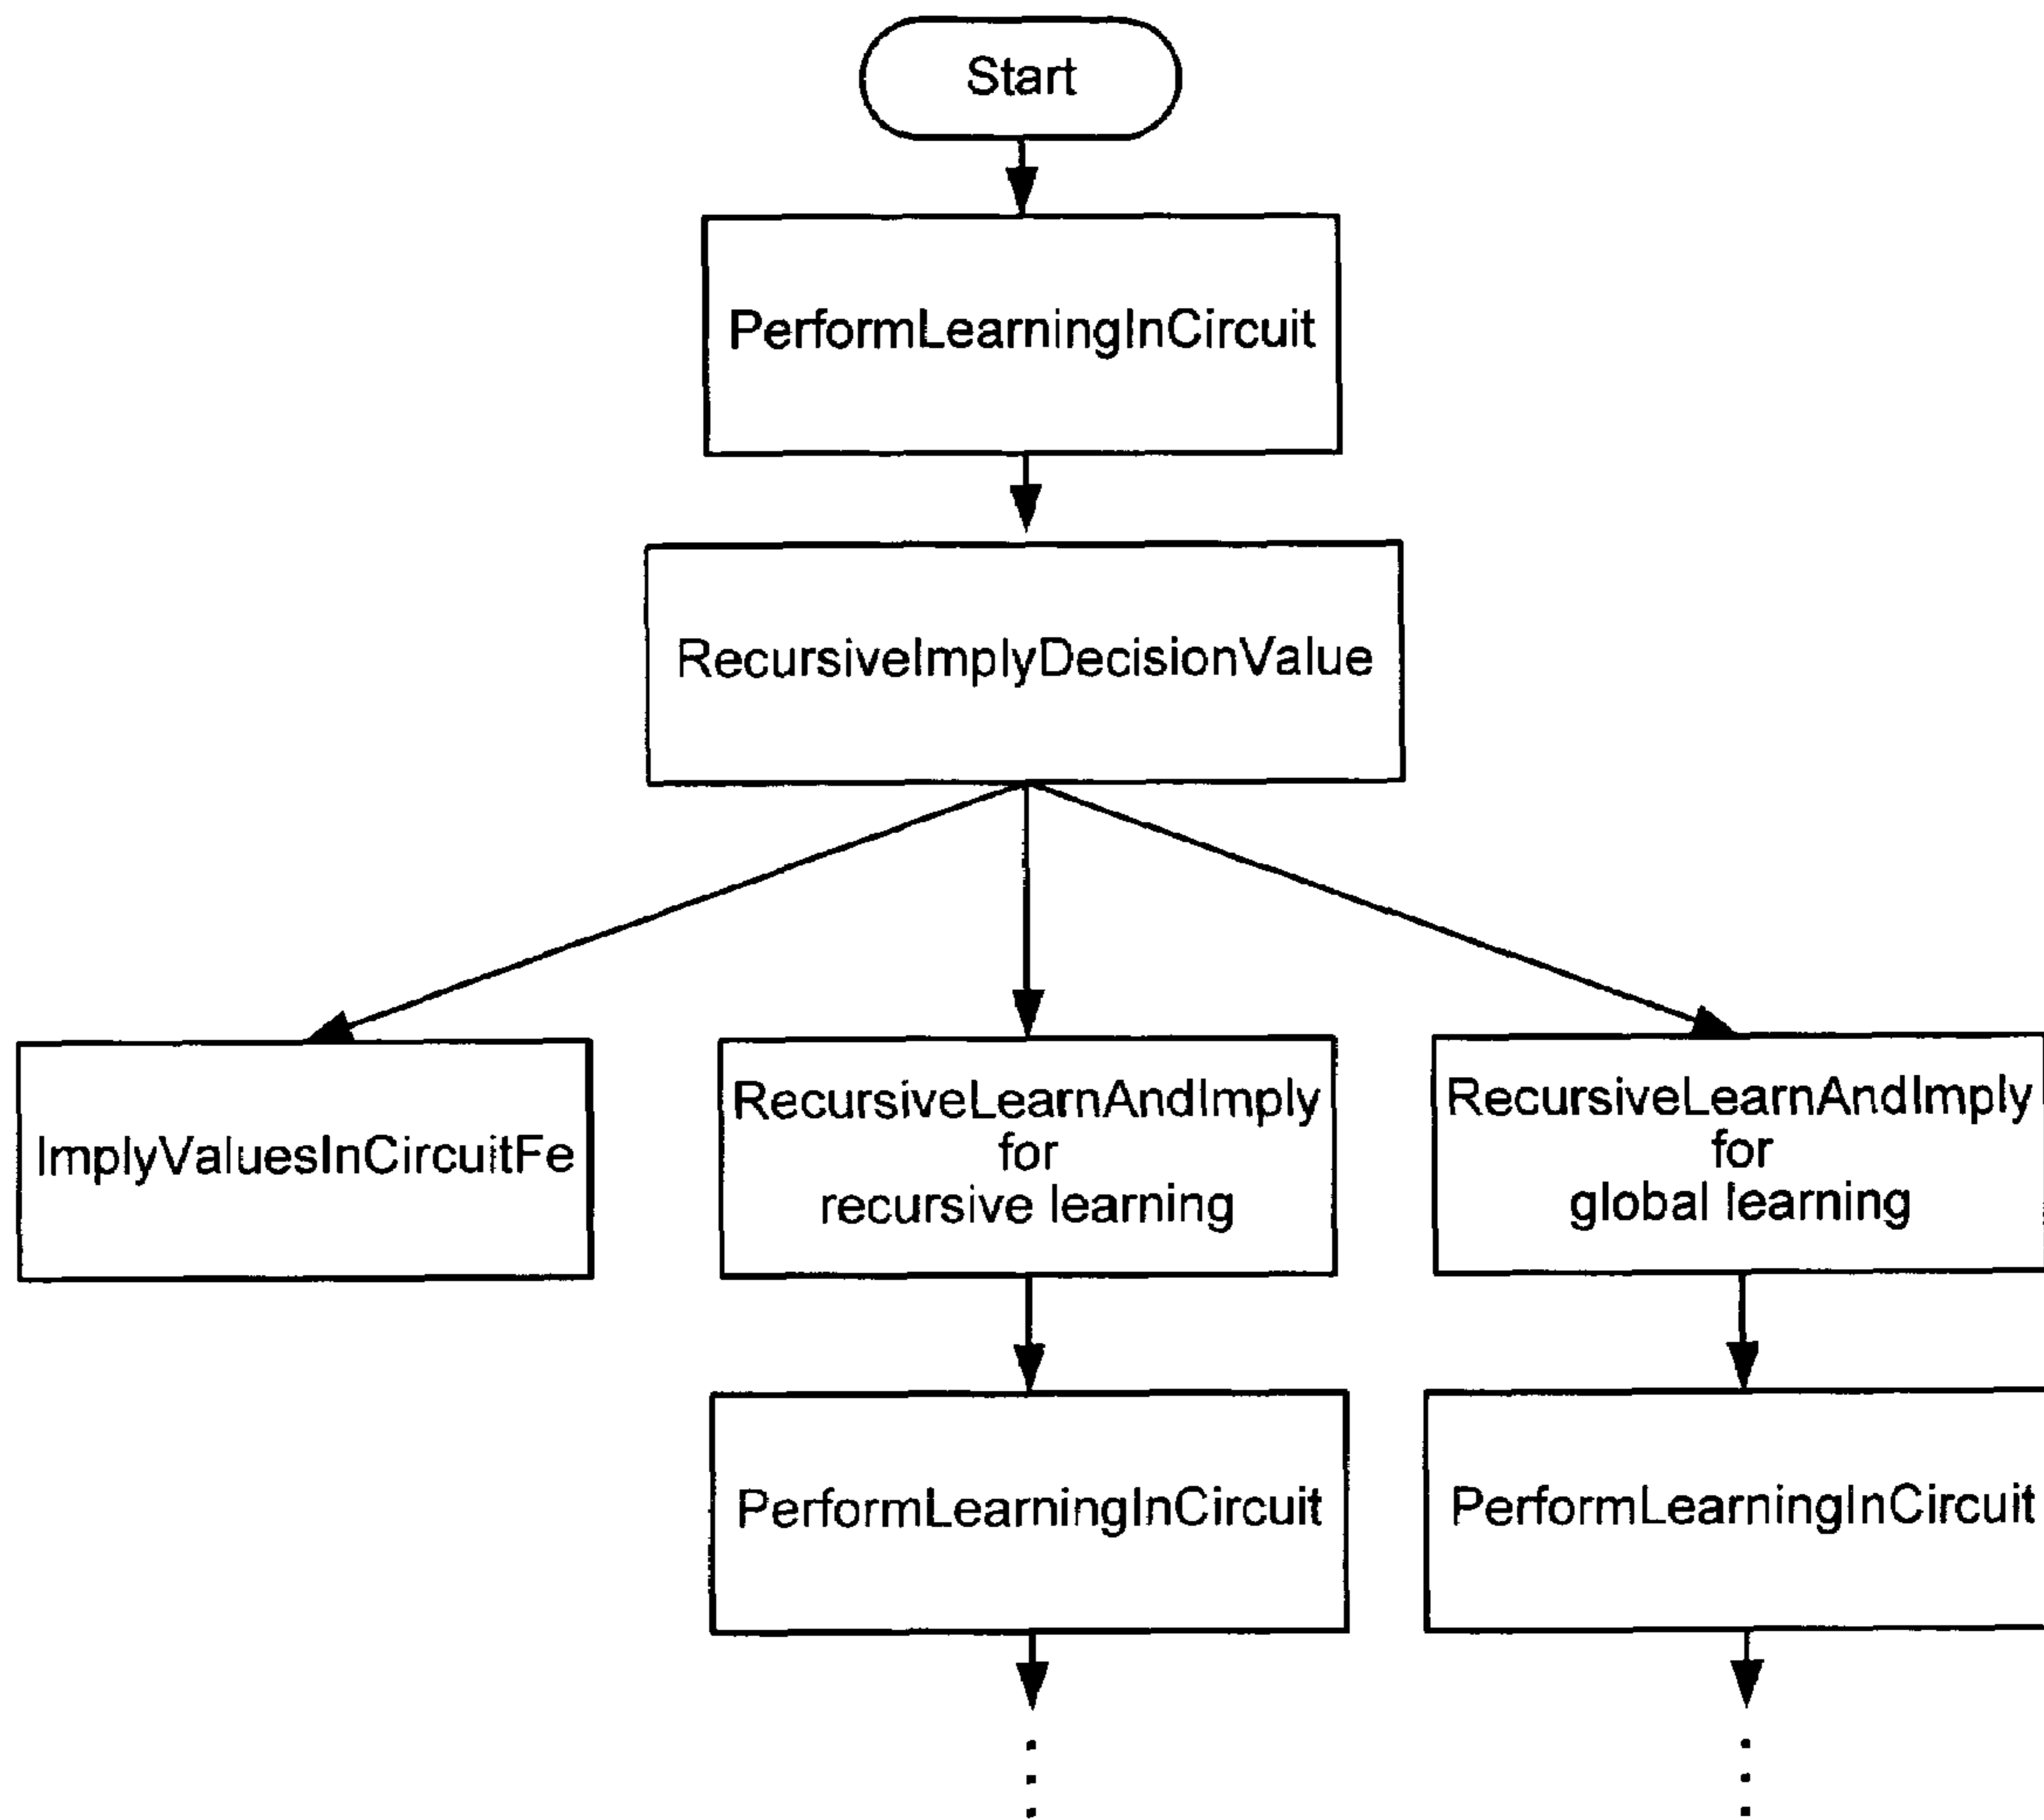 Start
PerformLearningInCircuit
RecursiveImplyDecisionValue
ImplyValuesInCircuitFe
RecursiveLearnAndImply
for
recursive learning
RecursiveLearnAndImply
for
global learning
PerformLearningInCircuit
PerformLearningInCircuit